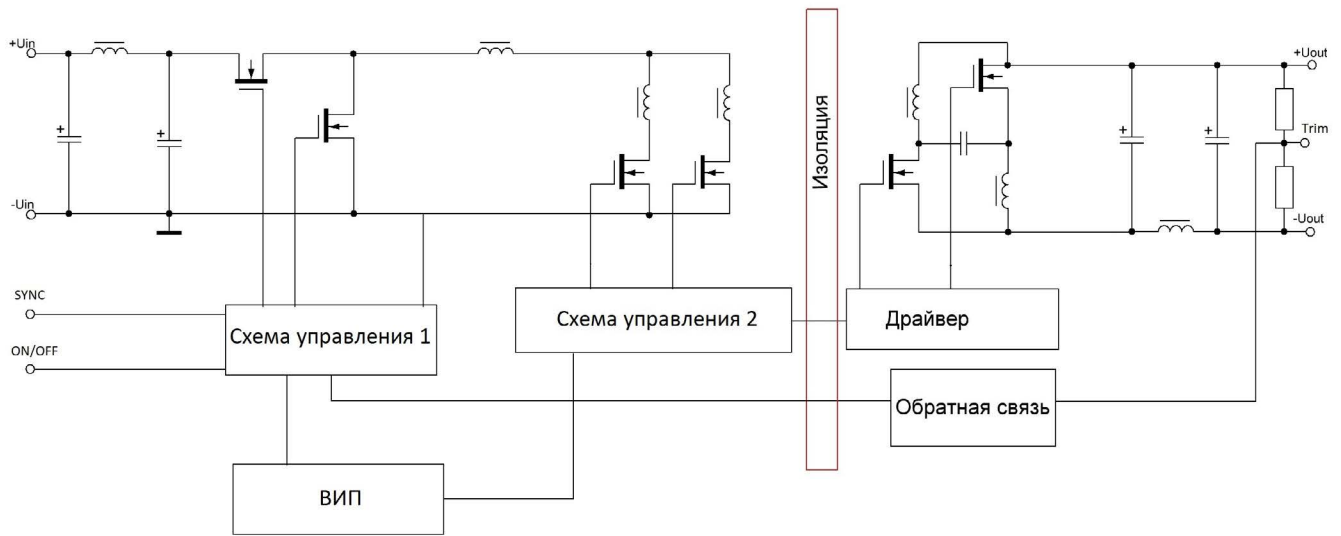 +Uin
-Uin
SYNC
ON/OFF
+
+
Схема управления 1
ВИП
Схема управления 2
Изоляция
Драйвер
Обратная связь
+
+
+Uout
Trim
-Uout